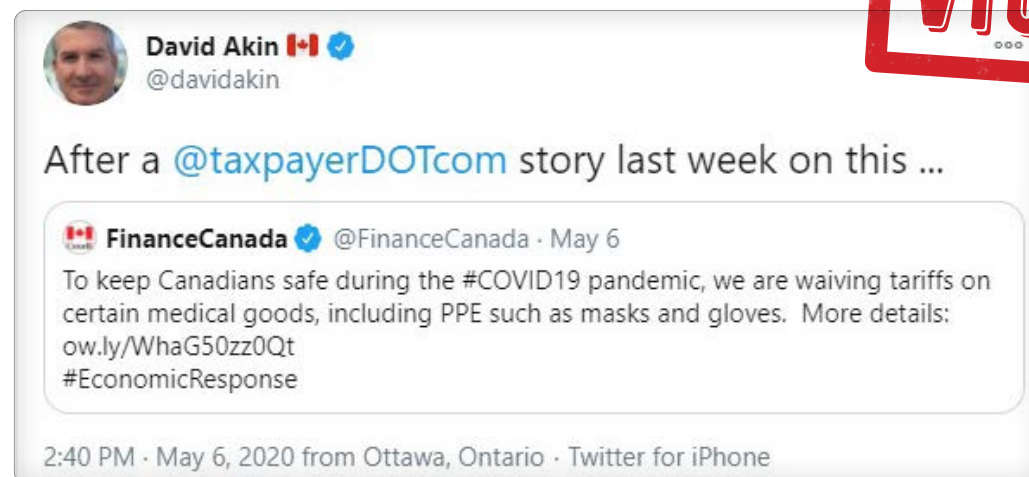 David Akin
@davidakin
After a @taxpayerDOTcom story last week on this ...
FinanceCanada @FinanceCanada · May 6
To keep Canadians safe during the #COVID19 pandemic, we are waiving tariffs on
certain medical goods, including PPE such as masks and gloves. More details:
ow.ly/WhaG50zz0Qt
#EconomicResponse
2:40 PM · May 6, 2020 from Ottawa, Ontario · Twitter for iPhone